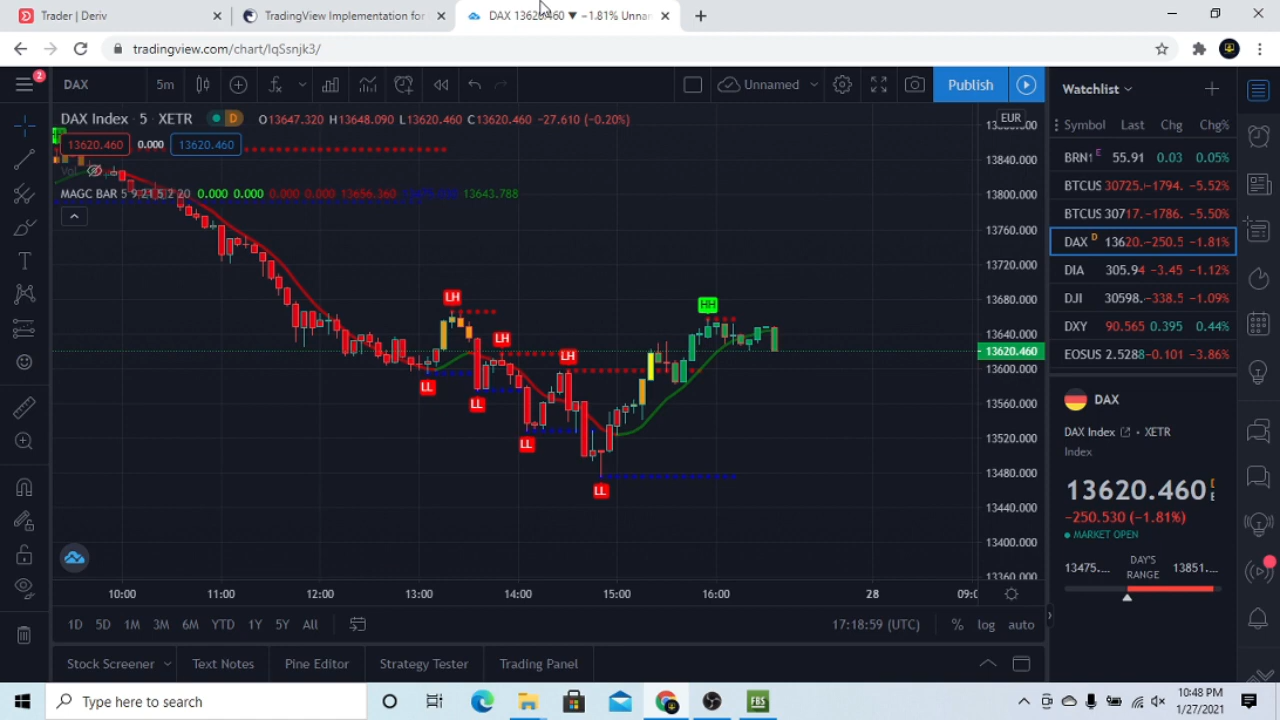 Trader | Deriv
TradingView Implementation for
DAX 13620.460 ▼ −1.81% Unnar
tradingview.com/chart/IqSsnjk3/
2
DAX
5m
Unnamed
Publish
Watchlist
DAX Index · 5 · XETR
D
O13647.320 H13648.090 L13620.460 C13620.460 −27.610 (−0.20%)
EUR
Symbol Last Chg Chg%
13620.460 0.000 13620.460
Vol
MAGC BAR 5 9 21 5 12 20 0.000 0.000 0.000 0.000 13656.360 13643.788
BRN1 E 55.91 0.03 0.05%
BTCUS 30725. −1794. −5.52%
BTCUS 30717. −1786. −5.50%
DAX D 13620. −250.5 −1.81%
DIA 305.94 −3.45 −1.12%
DJI 30598. −338.5 −1.09%
DXY 90.565 0.395 0.44%
EOSUS 2.5288 −0.101 −3.86%
13840.000
13800.000
13760.000
13720.000
13680.000
13640.000
13620.460
13600.000
13560.000
13520.000
13480.000
13440.000
13400.000
13360.000
LH
LH
LH
HH
LL
LL
LL
LL
DAX
DAX Index · XETR
Index
13620.460 D E
−250.530 (−1.81%)
MARKET OPEN
13475.... DAY'S RANGE 13851....
10:00 11:00 12:00 13:00 14:00 15:00 16:00 28 09:0
1D 5D 1M 3M 6M YTD 1Y 5Y All
17:18:59 (UTC) % log auto
Stock Screener Text Notes Pine Editor Strategy Tester Trading Panel
Type here to search
FBS
10:48 PM
1/27/2021